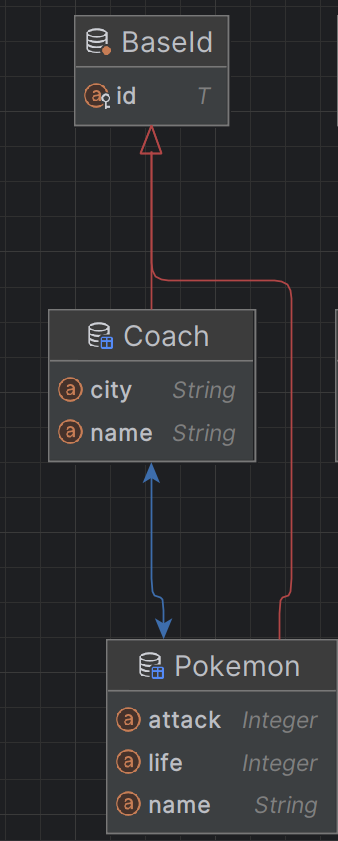 BaseId
id T
Coach
city String
name String
Pokemon
attack Integer
life Integer
name String